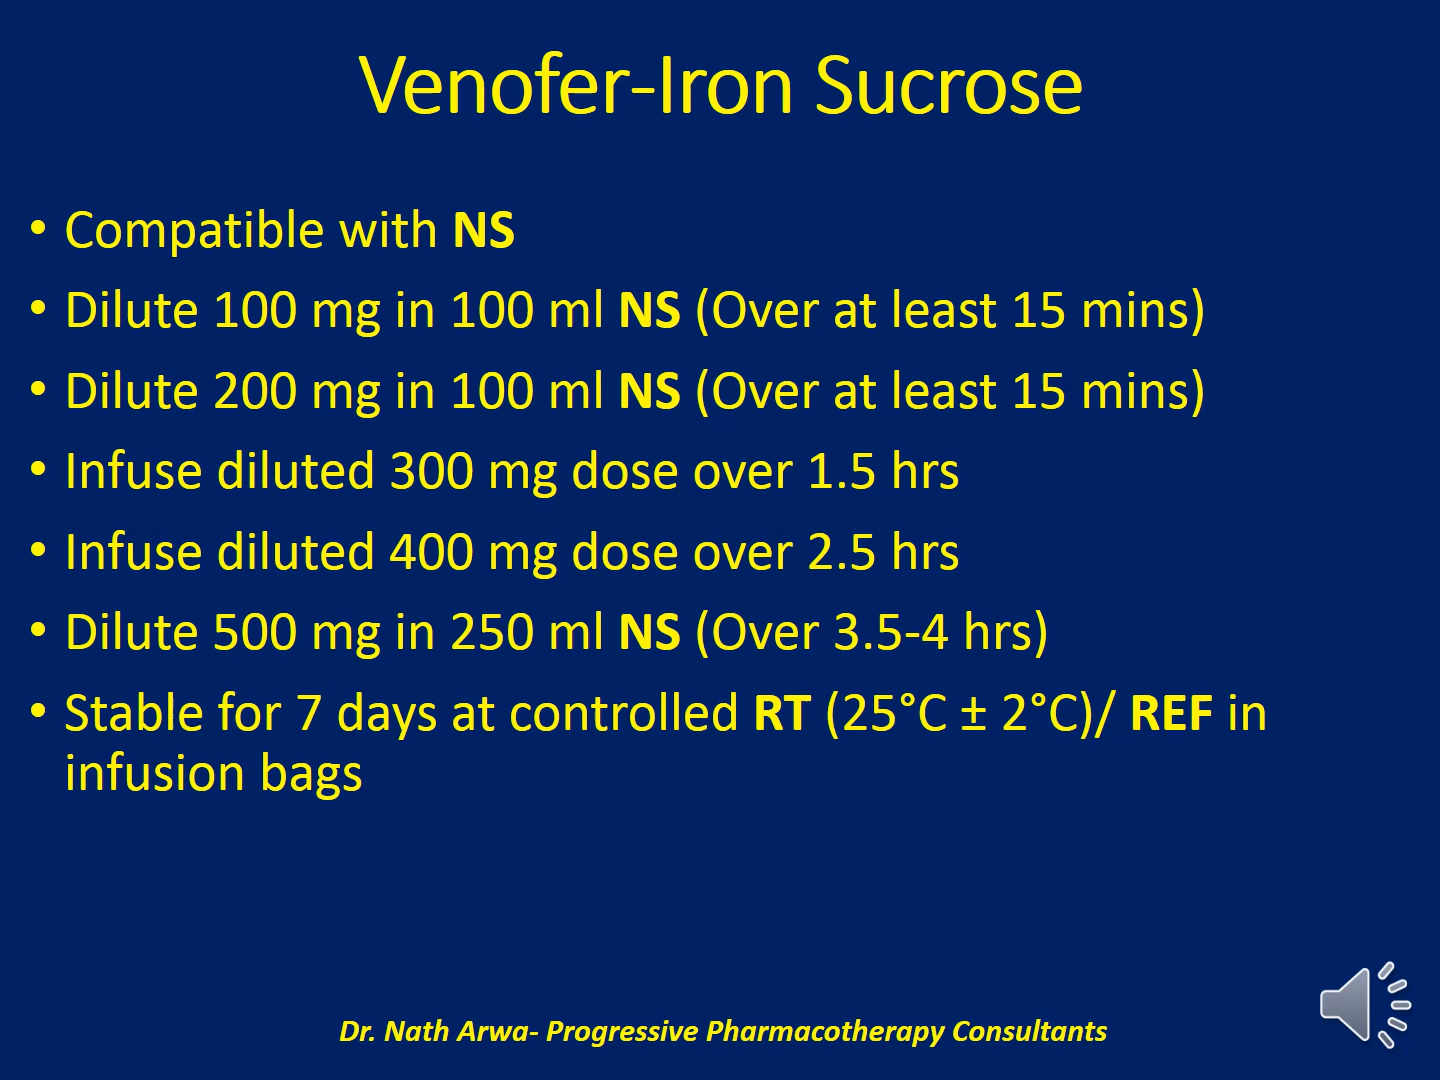 Venofer-Iron Sucrose
• Compatible with NS
• Dilute 100 mg in 100 ml NS (Over at least 15 mins)
• Dilute 200 mg in 100 ml NS (Over at least 15 mins)
• Infuse diluted 300 mg dose over 1.5 hrs
• Infuse diluted 400 mg dose over 2.5 hrs
• Dilute 500 mg in 250 ml NS (Over 3.5-4 hrs)
• Stable for 7 days at controlled RT (25°C ± 2°C)/ REF in
infusion bags
Dr. Nath Arwa- Progressive Pharmacotherapy Consultants